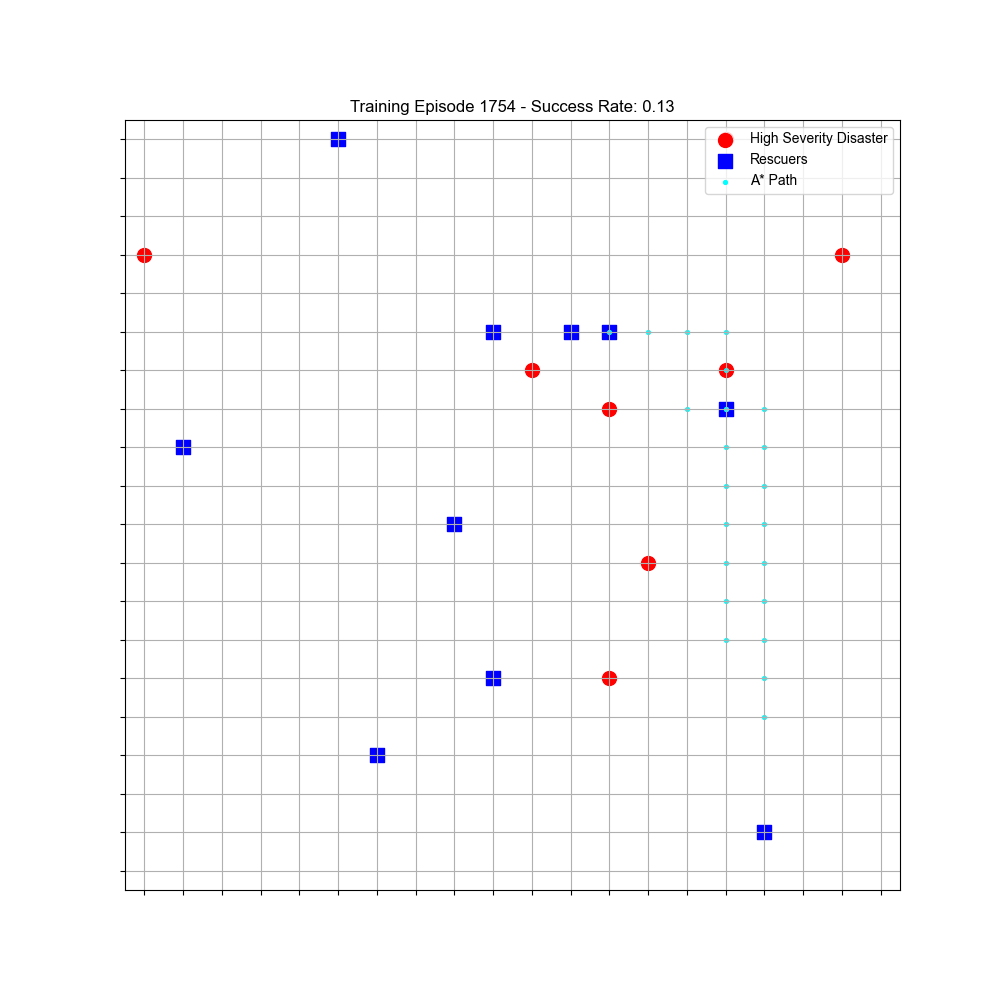 Training Episode 1754 - Success Rate: 0.13
High Severity Disaster
Rescuers
A* Path